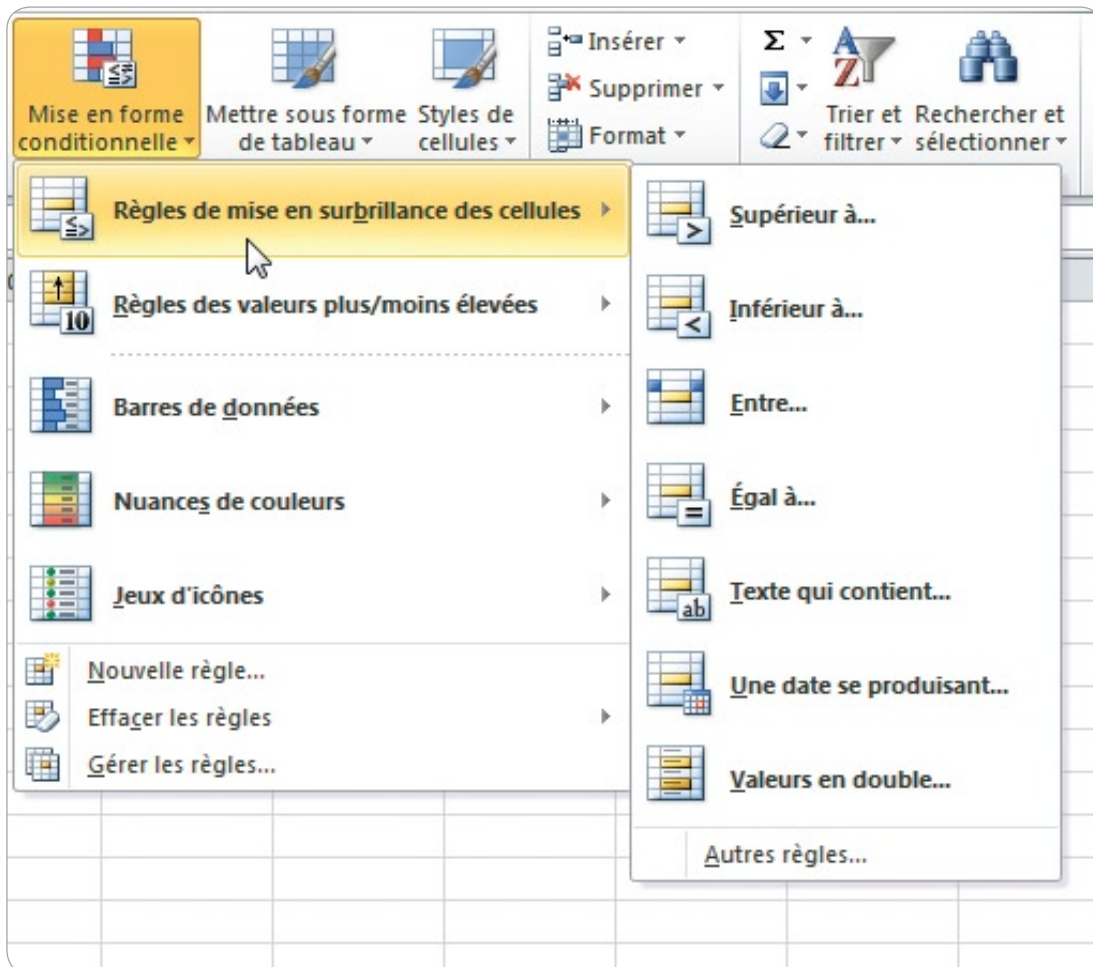 Mise en forme
conditionnelle
Mettre sous forme
de tableau
Styles de
cellules
Insérer
Supprimer
Format
Σ
AZ
Trier et
filtrer
Rechercher et
sélectionner
Règles de mise en surbrillance des cellules
10
Règles des valeurs plus/moins élevées
Barres de données
Nuances de couleurs
Jeux d'icônes
Nouvelle règle...
Effacer les règles
Gérer les règles...
>
Supérieur à...
<
Inférieur à...
Entre...
=
Égal à...
ab
Texte qui contient...
Une date se produisant...
Valeurs en double...
Autres règles...